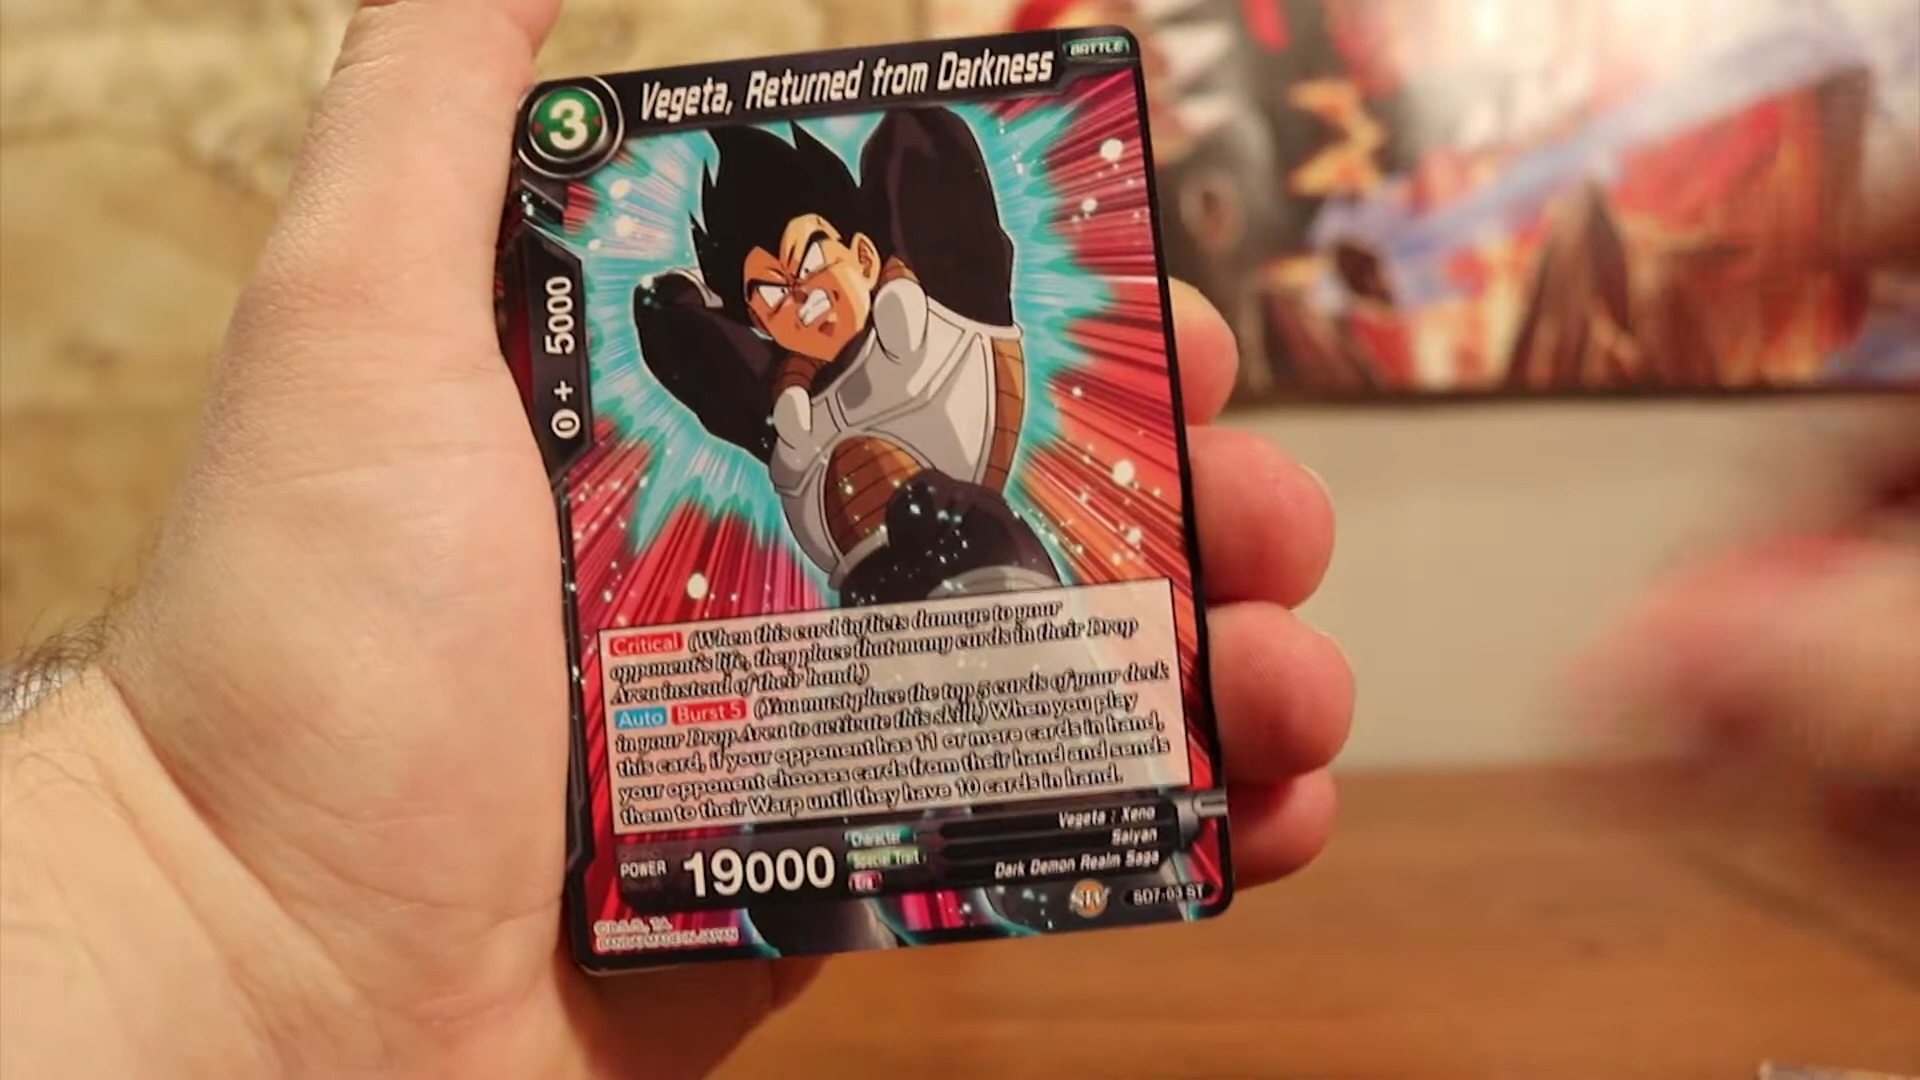 BATTLE
3 Vegeta, Returned from Darkness
0 + 5000
Critical (When this card inflicts damage to your
opponent's life, they place that many cards in their Drop
Area instead of their hand.)
Auto Burst 5 (You must place the top 5 cards of your deck
in your Drop Area to activate this skill.) When you play
this card, if your opponent has 11 or more cards in hand,
your opponent chooses cards from their hand and sends
them to their Warp until they have 10 cards in hand.
POWER 19000
Character Vegeta : Xeno
Special Trait Saiyan
Era Dark Demon Realm Saga
SD7-03 ST
BANDAI MADE IN JAPAN